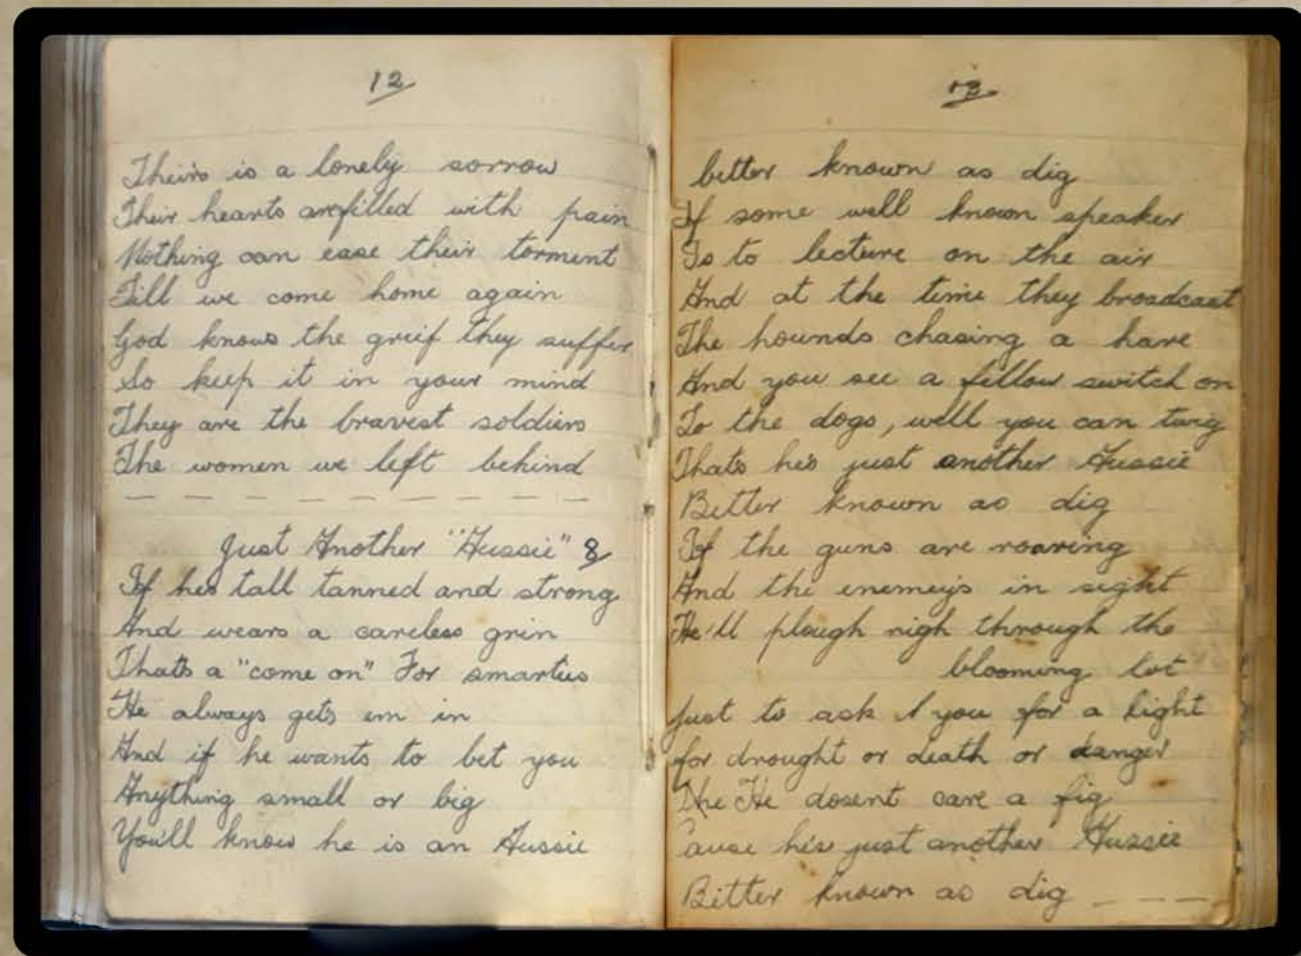 12
Theirs is a lonely sorrow
Their hearts are filled with pain
Nothing can ease their torment
Till we come home again
God knows the grief they suffer
So keep it in your mind
They are the bravest soldiers
The women we left behind
Just Another "Aussie" 8
If hes tall tanned and strong
And wears a careless grin
Thats a "come on" For smarties
He always gets em in
And if he wants to bet you
Anything small or big
You'll know he is an Aussie
13
better known as dig
If some well known speaker
Is to lecture on the air
And at the time they broadcast
The hounds chasing a hare
And you see a fellow switch on
To the dogs, well you can twig
Thats he's just another Aussie
Better known as dig
If the guns are roaring
And the enemeys in sight
He'll plough nigh through the
blooming lot
Just to ask you for a light
for drought or death or danger
He dosent care a fig
'ause he's just another Aussie
Better known as dig _ _ _ _